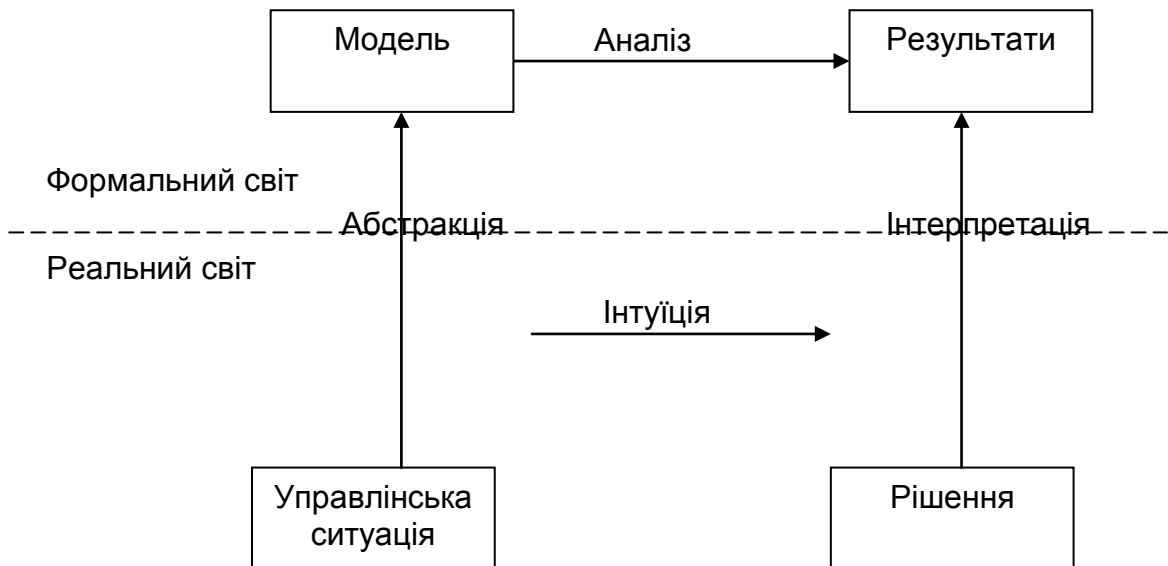 Модель
Аналіз
Результати
Формальний світ
Абстракція
Інтерпретація
Реальний світ
Інтуїція
Управлінська
ситуація
Рішення